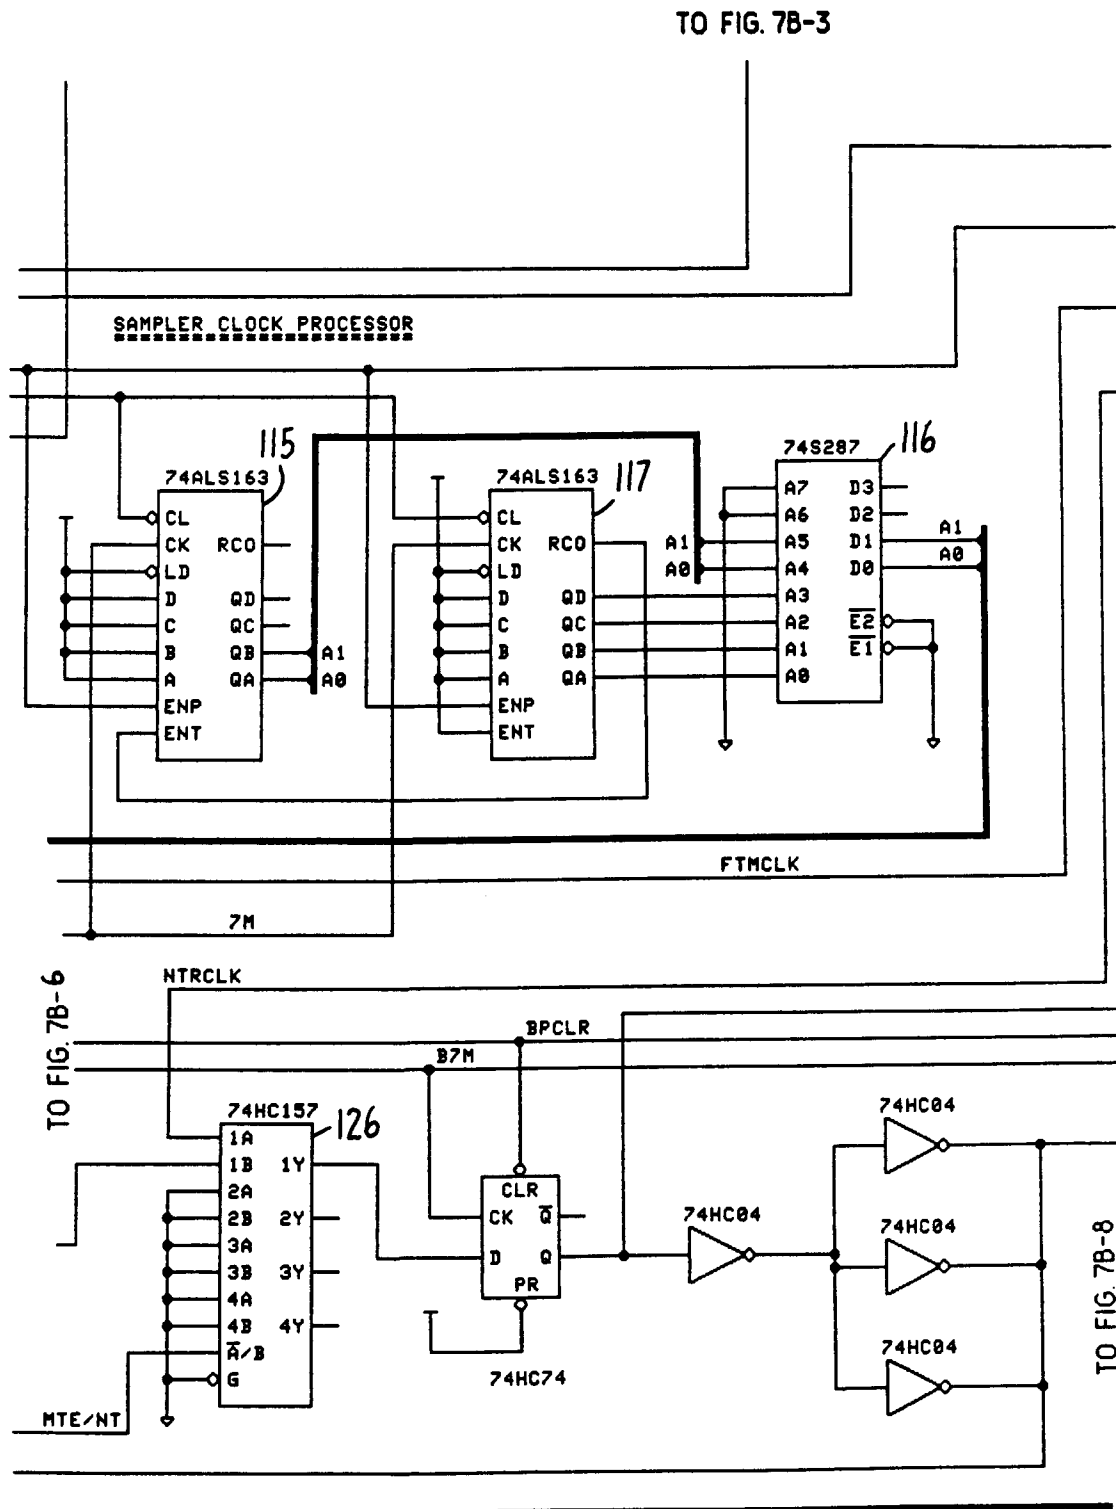 TO FIG. 7B-3
SAMPLER CLOCK PROCESSOR
74ALS163
115
CL
CK
RCO
LD
D
QD
C
QC
B
QB
A1
A
QA
A0
ENP
ENT
74ALS163
117
CL
CK
RCO
LD
D
QD
C
QC
B
QB
A
QA
ENP
ENT
74S287
116
A7
D3
A6
D2
A1
A5
D1
A1
A0
A4
D0
A0
A3
A2
E2
A1
E1
A0
FTMCLK
7M
TO FIG. 7B-6
NTRCLK
BPCLR
B7M
74HC157
126
1A
1B
1Y
2A
2B
2Y
3A
3B
3Y
4A
4B
4Y
A/B
G
MTE/NT
CLR
CK
Q
D
Q
PR
74HC74
74HC04
74HC04
74HC04
74HC04
TO FIG. 7B-8